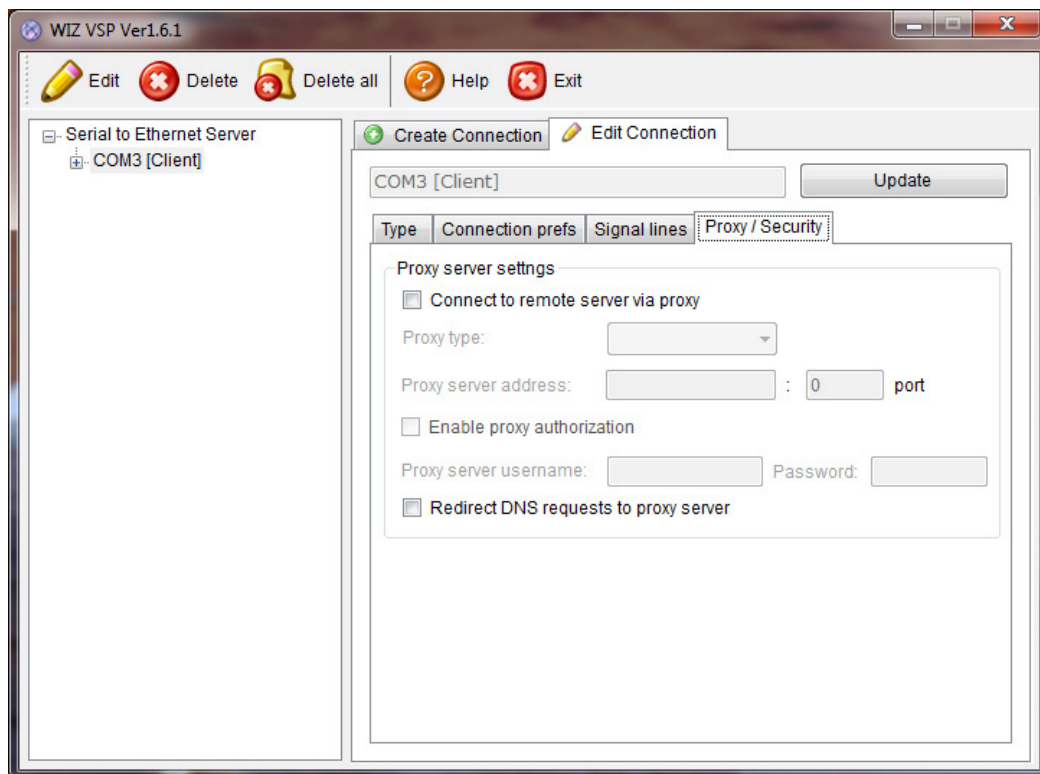 WIZ VSP Ver1.6.1
Edit Delete Delete all Help Exit
Serial to Ethernet Server
COM3 [Client]
Create Connection Edit Connection
COM3 [Client] Update
Type Connection prefs Signal lines Proxy / Security
Proxy server settngs
Connect to remote server via proxy
Proxy type:
Proxy server address: : 0 port
Enable proxy authorization
Proxy server username: Password:
Redirect DNS requests to proxy server